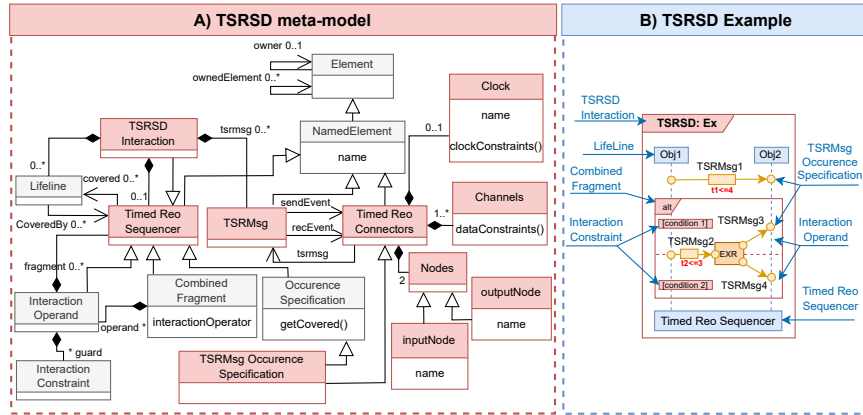 A) TSRSD meta-model
owner 0..1
ownedElement 0..*
Element
Clock
name
clockConstraints()
TSRSD
Interaction
tsrmsg 0..*
NamedElement
name
0..1
0..*
covered 0..*
Lifeline
0..1
CoveredBy 0..*
Timed Reo
Sequencer
TSRMsg
sendEvent
recEvent
tsrmsg
Timed Reo
Connectors
1..*
Channels
dataConstraints()
2
fragment 0..*
Interaction
Operand
operand *
Combined
Fragment
interactionOperator
Occurence
Specification
getCovered()
Nodes
outputNode
name
inputNode
name
* guard
Interaction
Constraint
TSRMsg Occurence
Specification
B) TSRSD Example
TSRSD
Interaction
LifeLine
Combined
Fragment
Interaction
Constraint
TSRSD: Ex
Obj1
Obj2
TSRMsg1
t1<=4
alt
[condition 1]
TSRMsg3
TSRMsg2
EXR
t2<=3
[condition 2]
TSRMsg4
Timed Reo Sequencer
TSRMsg
Occurence
Specification
Interaction
Operand
Timed Reo
Sequencer